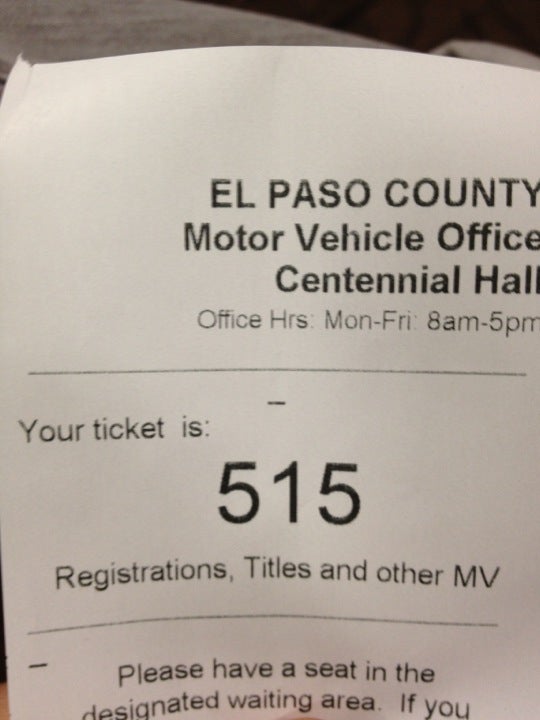 EL PASO COUNTY
Motor Vehicle Office
Centennial Hall
Office Hrs: Mon-Fri: 8am-5pm
Your ticket is:
515
Registrations, Titles and other MV
Please have a seat in the
designated waiting area. If you